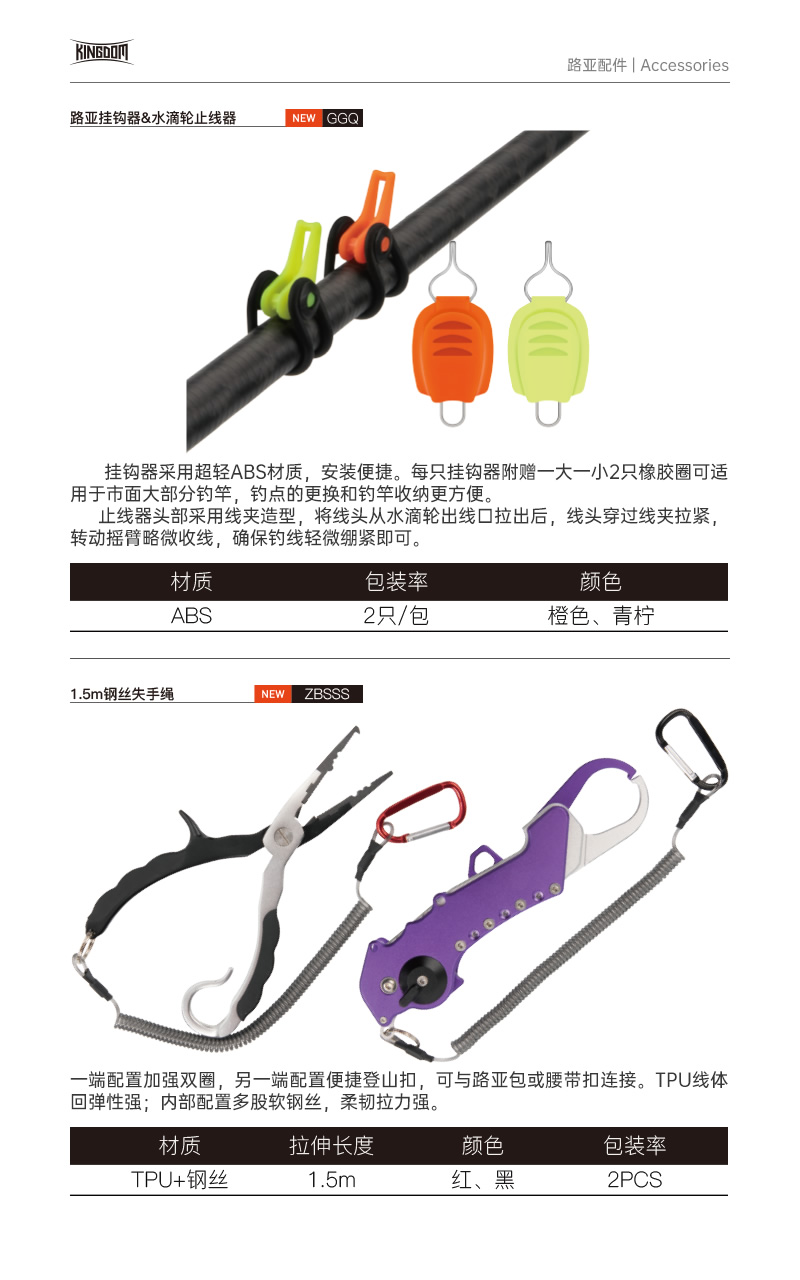 KINGDOM
路亚配件 | Accessories
路亚挂钩器&水滴轮止线器 NEW GGQ
挂钩器采用超轻ABS材质，安装便捷。每只挂钩器附赠一大一小2只橡胶圈可适
用于市面大部分钓竿，钓点的更换和钓竿收纳更方便。
止线器头部采用线夹造型，将线头从水滴轮出线口拉出后，线头穿过线夹拉紧，
转动摇臂略微收线，确保钓线轻微绷紧即可。
材质 包装率 颜色
ABS 2只/包 橙色、青柠
1.5m钢丝失手绳 NEW ZBSSS
一端配置加强双圈，另一端配置便捷登山扣，可与路亚包或腰带扣连接。TPU线体
回弹性强；内部配置多股软钢丝，柔韧拉力强。
材质 拉伸长度 颜色 包装率
TPU+钢丝 1.5m 红、黑 2PCS